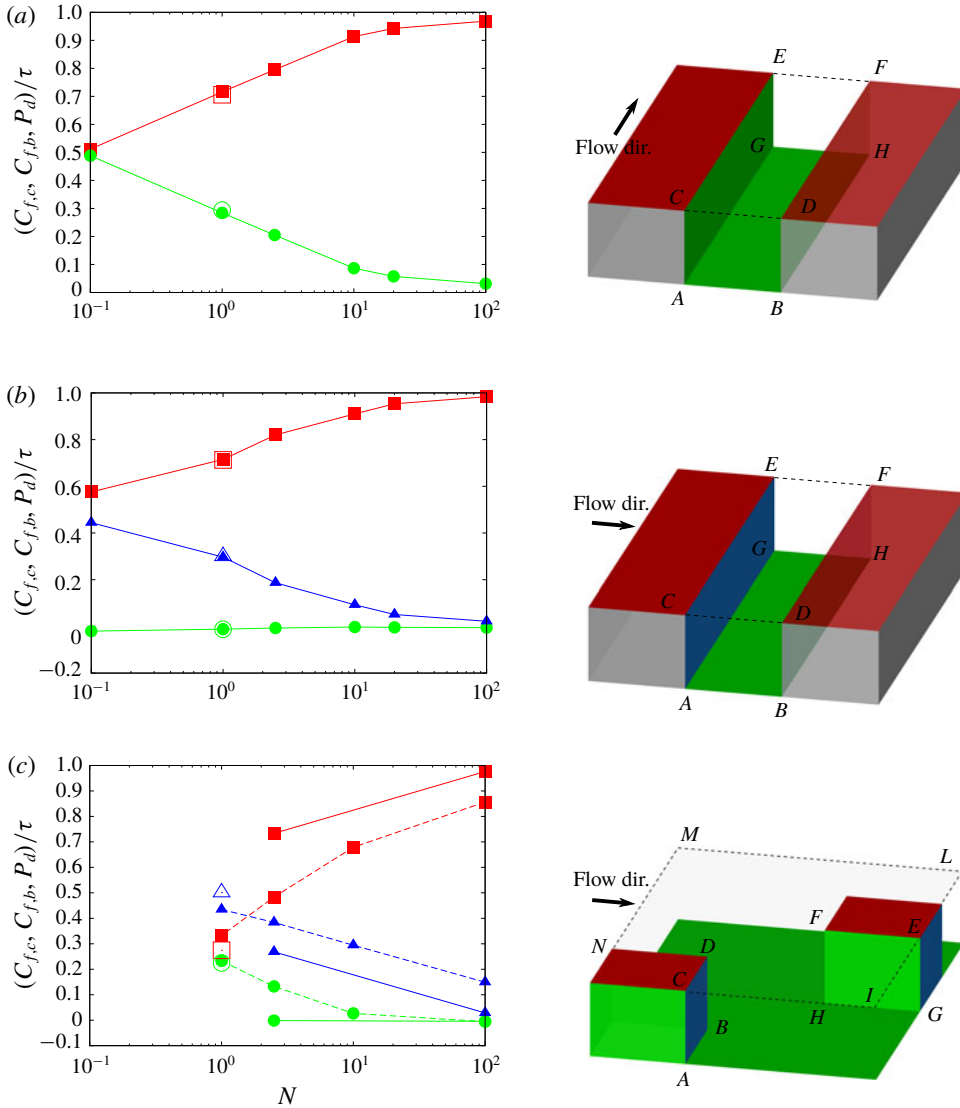 (a)
(C_{f,c}, C_{f,b}, P_d)/τ
1.0
0.9
0.8
0.7
0.6
0.5
0.4
0.3
0.2
0.1
0
10^{-1}
10^0
10^1
10^2
Flow dir.
E
F
G
H
C
D
A
B
(b)
(C_{f,c}, C_{f,b}, P_d)/τ
1.0
0.8
0.6
0.4
0.2
0
−0.2
10^{-1}
10^0
10^1
10^2
Flow dir.
E
F
G
H
C
D
A
B
(c)
(C_{f,c}, C_{f,b}, P_d)/τ
1.0
0.9
0.8
0.7
0.6
0.5
0.4
0.3
0.2
0.1
0
−0.1
10^{-1}
10^0
10^1
10^2
N
Flow dir.
M
L
N
D
F
E
C
I
B
H
G
A